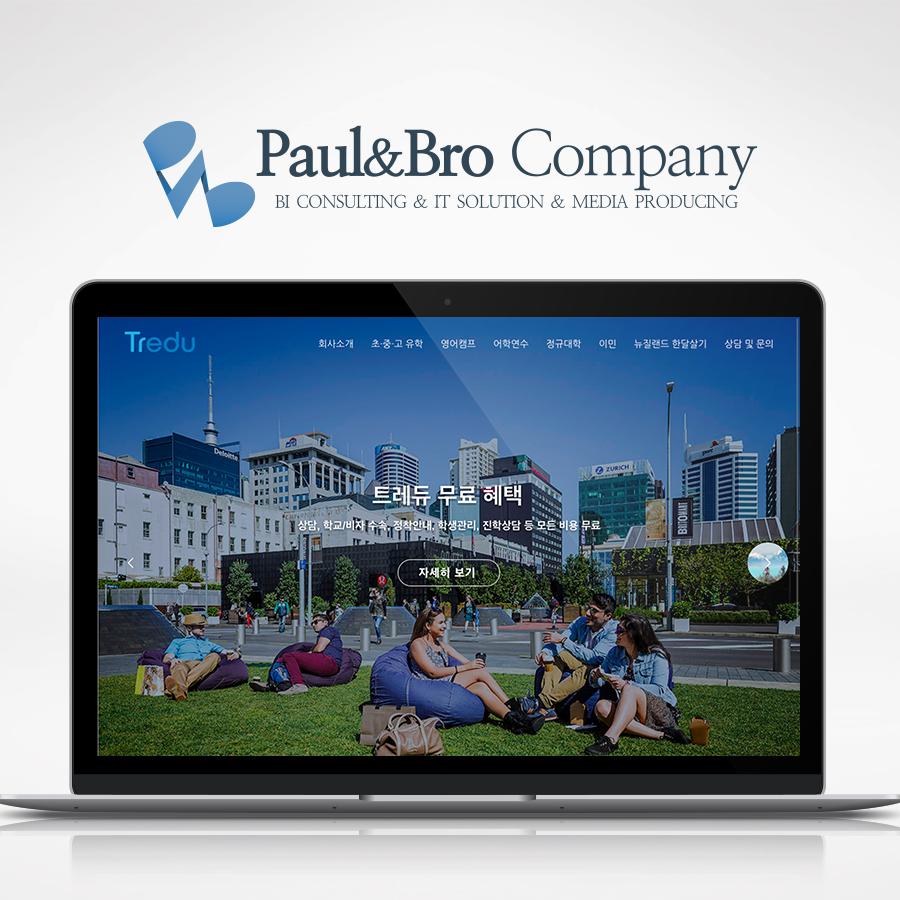 Paul&Bro Company
BI CONSULTING & IT SOLUTION & MEDIA PRODUCING
Tredu
회사소개 초·중·고 유학 영어캠프 어학연수 정규대학 이민 뉴질랜드 한달살기 상담 및 문의
Deloitte
ZURICH
트레듀 무료 혜택
상담, 학교/비자 수속, 정착안내, 학생관리, 진학상담 등 모든 비용 무료
자세히 보기